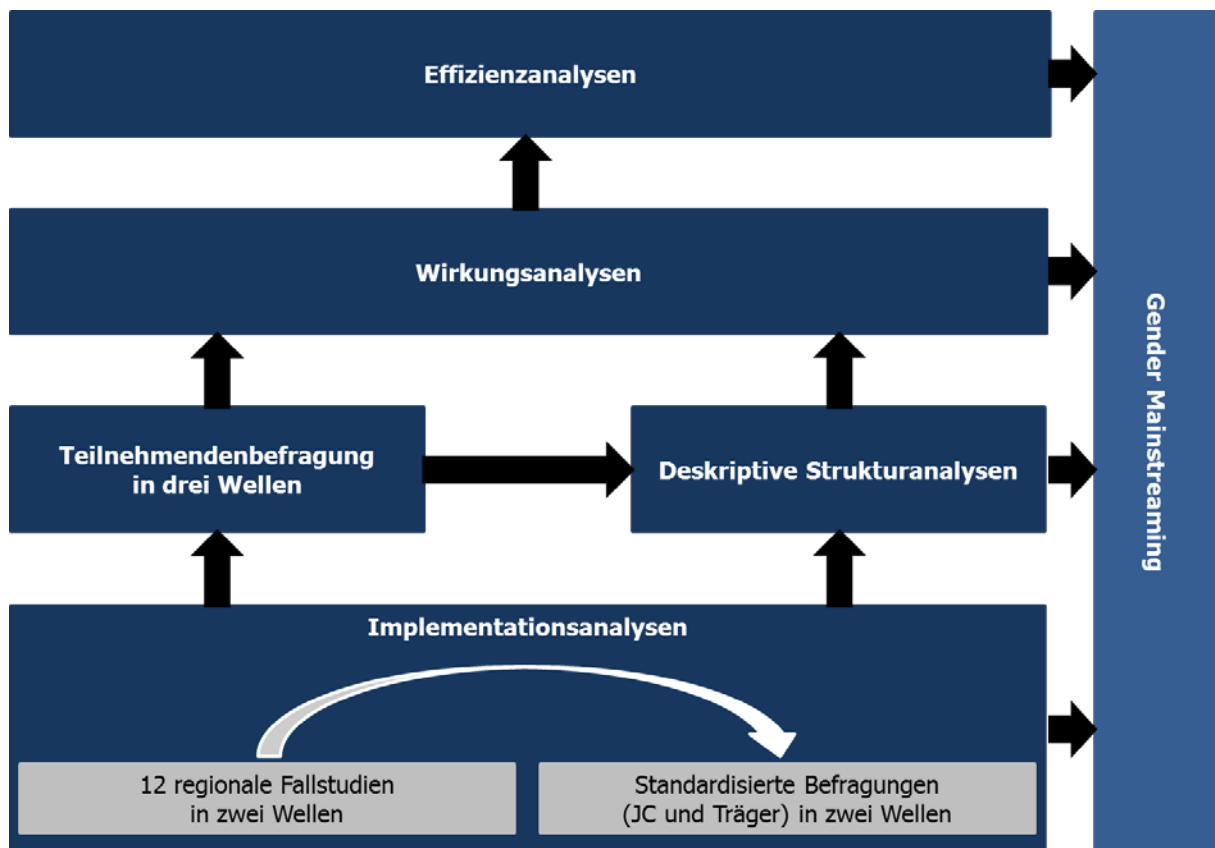 Effizienzanalysen
Wirkungsanalysen
Teilnehmendenbefragung
in drei Wellen
Deskriptive Strukturanalysen
Implementationsanalysen
12 regionale Fallstudien
in zwei Wellen
Standardisierte Befragungen
(JC und Träger) in zwei Wellen
Gender Mainstreaming